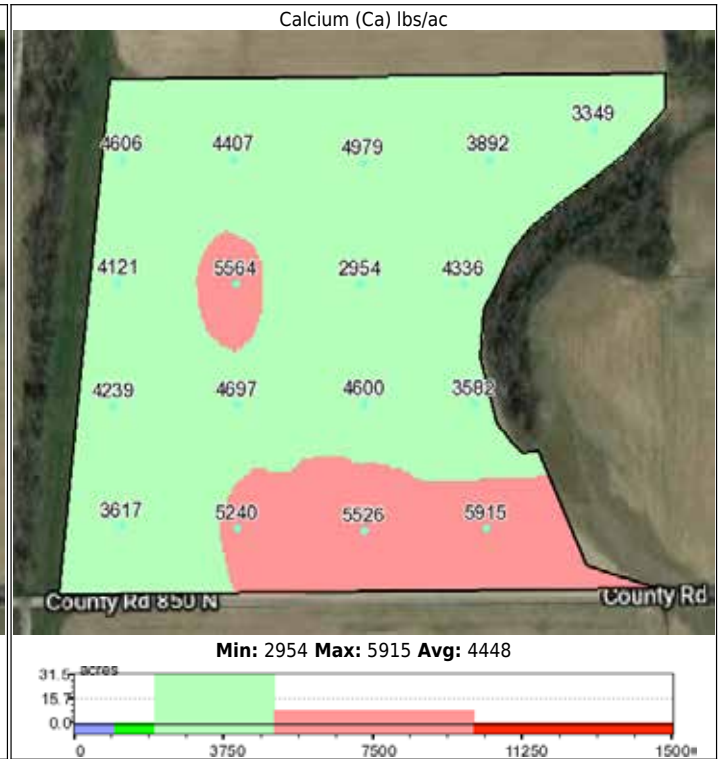 Calcium (Ca) lbs/ac
3349
4606 4407 4979 3892
4121 5564 2954 4336
4239 4697 4600 3582
3617 5240 5526 5915
County Rd 850 N County Rd
Min: 2954 Max: 5915 Avg: 4448
acres
31.5
15.7
0.0
0 3750 7500 11250 1500